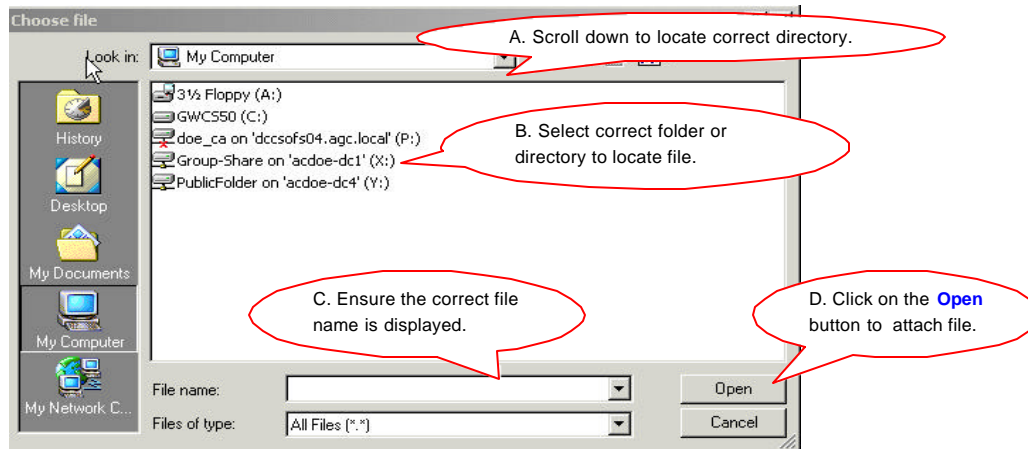 Choose file
A. Scroll down to locate correct directory.
Look in:
My Computer
3½ Floppy (A:)
GWCS50 (C:)
doe_ca on 'dccsofs04.agc.local' (P:)
Group-Share on 'acdoe-dc1' (X:)
PublicFolder on 'acdoe-dc4' (Y:)
B. Select correct folder or
directory to locate file.
History
Desktop
My Documents
My Computer
My Network C...
C. Ensure the correct file
name is displayed.
D. Click on the Open
button to attach file.
File name:
Open
Files of type:
All Files (*.*)
Cancel